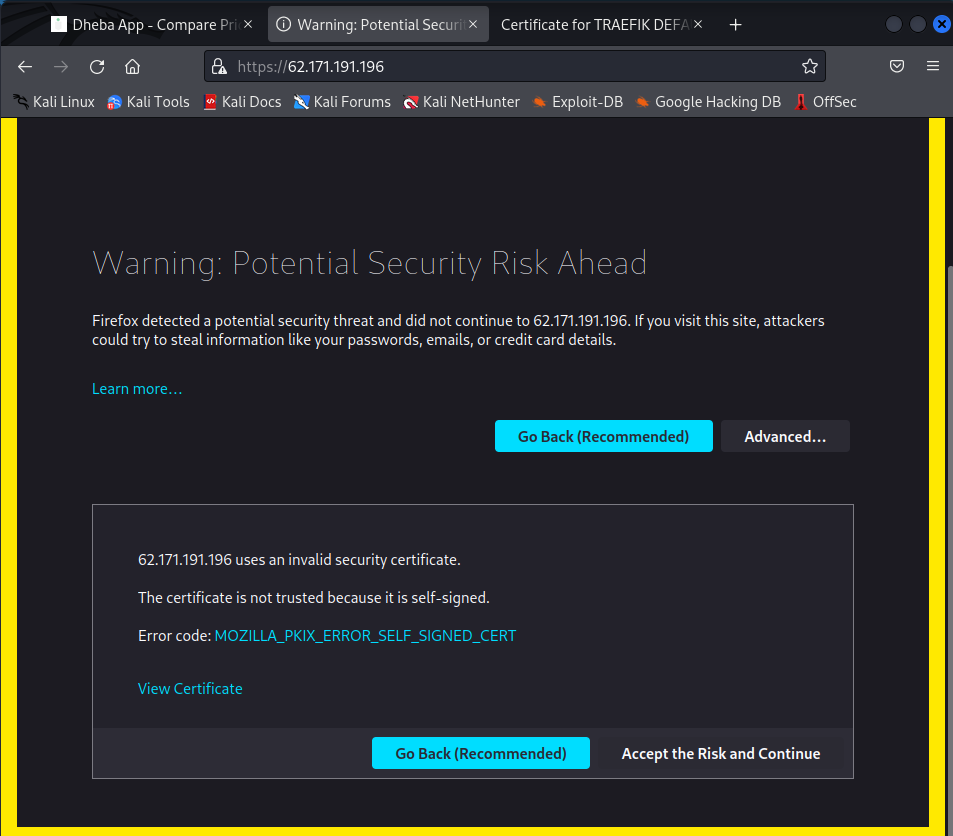 Dheba App - Compare Pri
Warning: Potential Securit
Certificate for TRAEFIK DEFA
https://62.171.191.196
Kali Linux
Kali Tools
Kali Docs
Kali Forums
Kali NetHunter
Exploit-DB
Google Hacking DB
OffSec
Warning: Potential Security Risk Ahead
Firefox detected a potential security threat and did not continue to 62.171.191.196. If you visit this site, attackers
could try to steal information like your passwords, emails, or credit card details.
Learn more…
Go Back (Recommended)
Advanced…
62.171.191.196 uses an invalid security certificate.
The certificate is not trusted because it is self-signed.
Error code: MOZILLA_PKIX_ERROR_SELF_SIGNED_CERT
View Certificate
Go Back (Recommended)
Accept the Risk and Continue